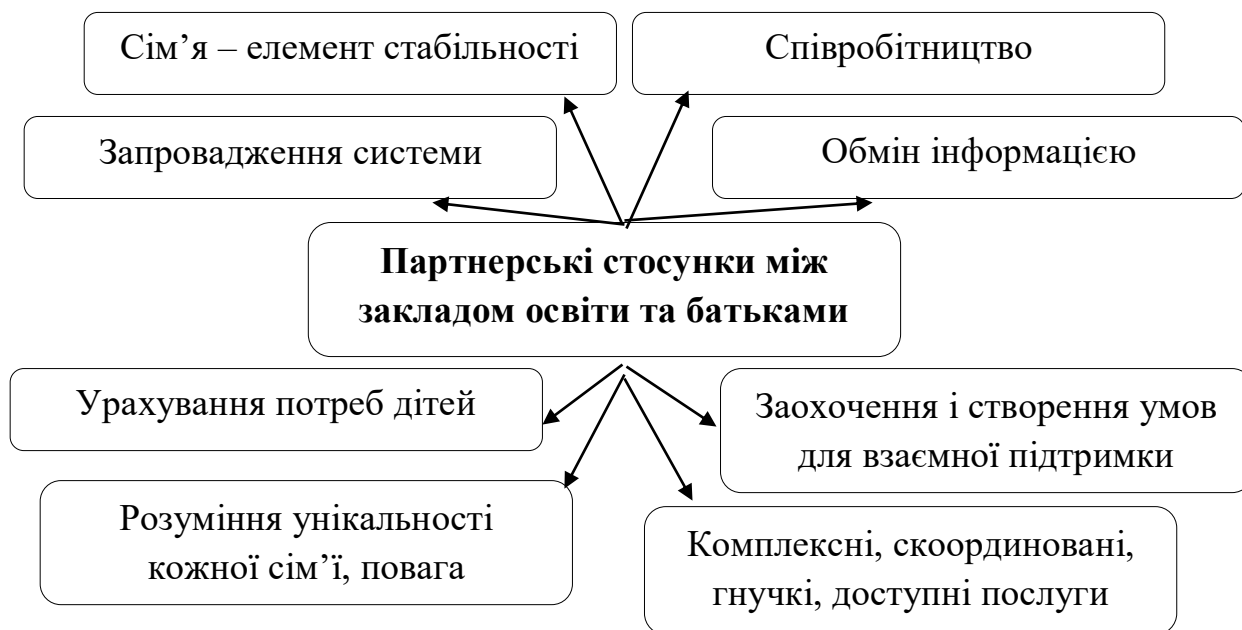 Сім’я – елемент стабільності
Співробітництво
Запровадження системи
Обмін інформацією
Партнерські стосунки між
закладом освіти та батьками
Урахування потреб дітей
Заохочення і створення умов
для взаємної підтримки
Розуміння унікальності
кожної сім’ї, повага
Комплексні, скоординовані,
гнучкі, доступні послуги